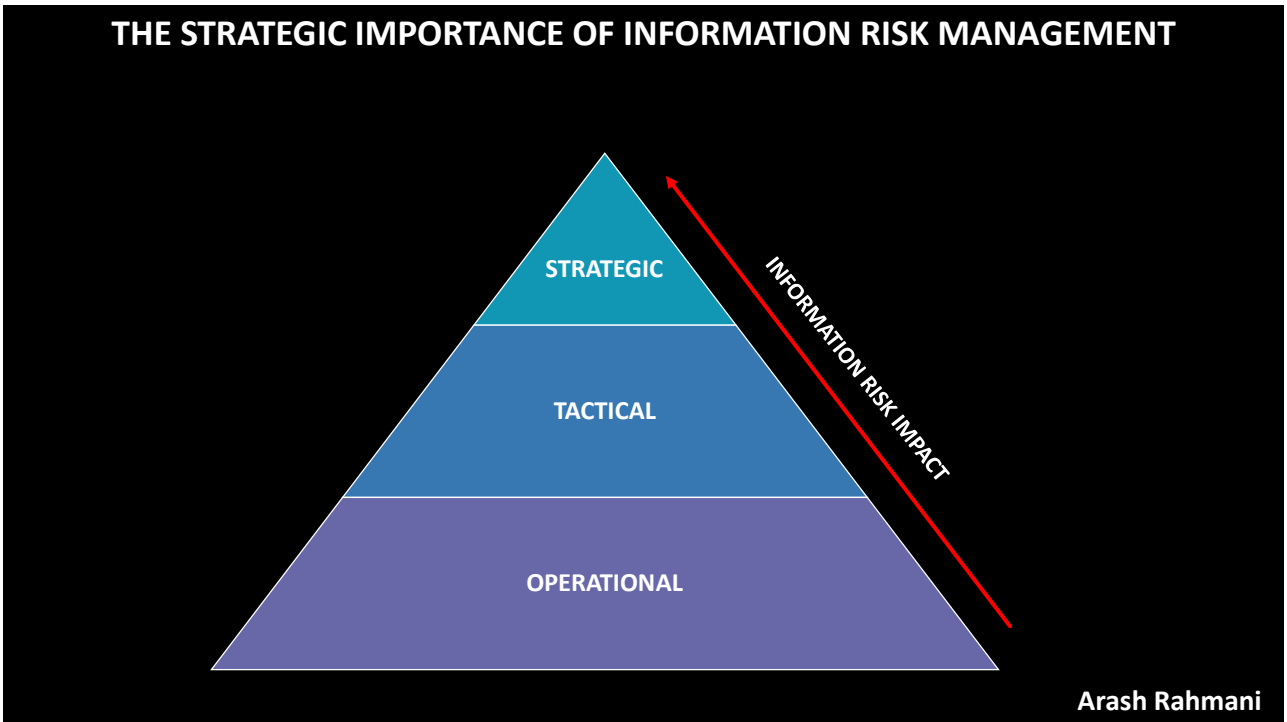 THE STRATEGIC IMPORTANCE OF INFORMATION RISK MANAGEMENT
STRATEGIC
INFORMATION RISK IMPACT
TACTICAL
OPERATIONAL
Arash Rahmani